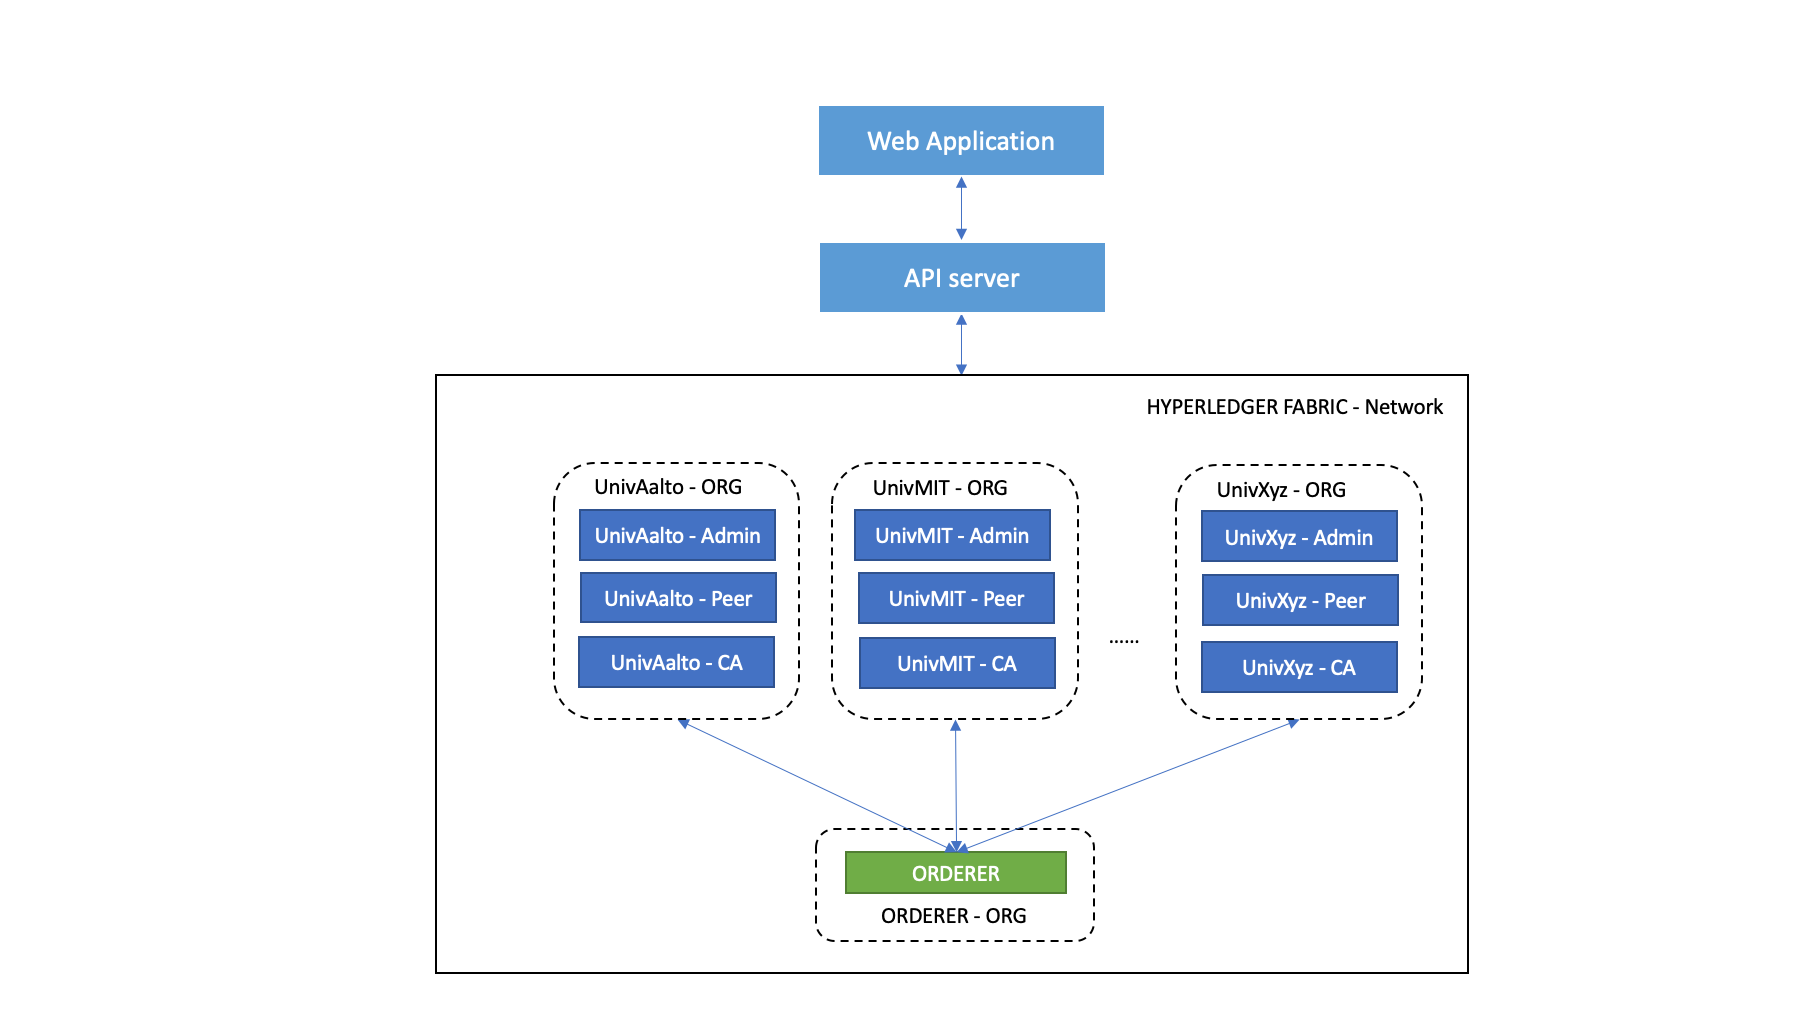 Web Application
API server
HYPERLEDGER FABRIC - Network
UnivAalto - ORG
UnivAalto - Admin
UnivAalto - Peer
UnivAalto - CA
UnivMIT - ORG
UnivMIT - Admin
UnivMIT - Peer
UnivMIT - CA
......
UnivXyz - ORG
UnivXyz - Admin
UnivXyz - Peer
UnivXyz - CA
ORDERER
ORDERER - ORG